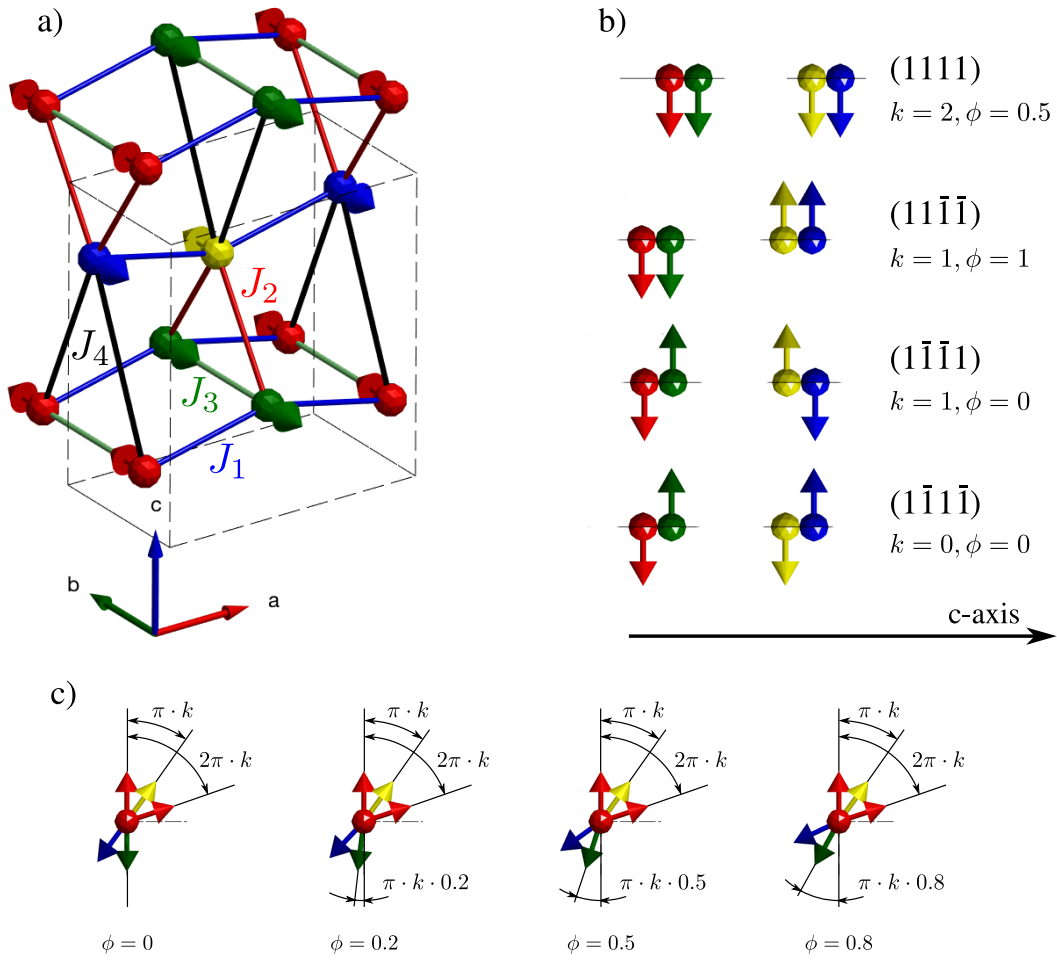 a)
J₂
J₄
J₃
J₁
c
b
a
b)
(1111)
k = 2, ϕ = 0.5
(111̄1̄)
k = 1, ϕ = 1
(11̄1̄1)
k = 1, ϕ = 0
(11̄11̄)
k = 0, ϕ = 0
c-axis
c)
π · k
2π · k
ϕ = 0
π · k
2π · k
π · k · 0.2
ϕ = 0.2
π · k
2π · k
π · k · 0.5
ϕ = 0.5
π · k
2π · k
π · k · 0.8
ϕ = 0.8